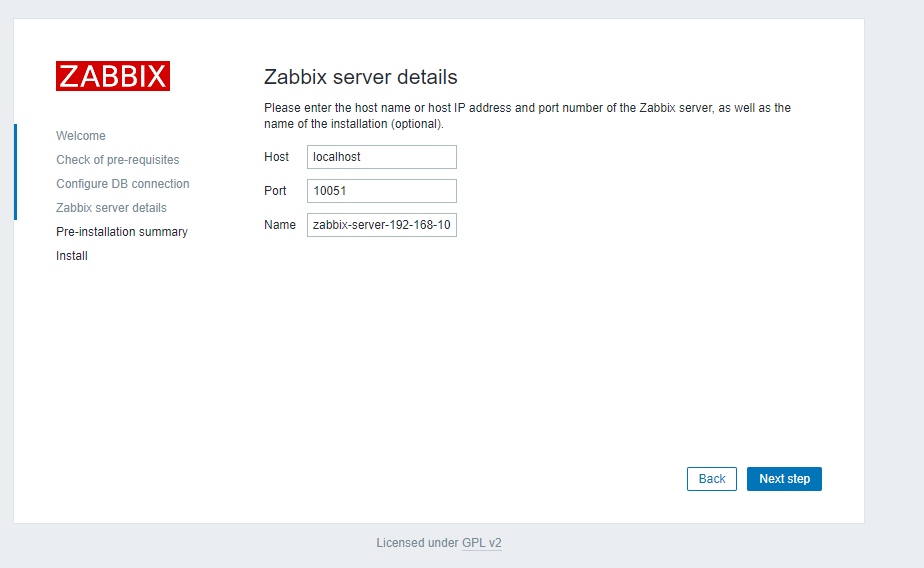 ZABBIX
Welcome
Check of pre-requisites
Configure DB connection
Zabbix server details
Pre-installation summary
Install
Zabbix server details
Please enter the host name or host IP address and port number of the Zabbix server, as well as the
name of the installation (optional).
Host localhost
Port 10051
Name zabbix-server-192-168-10
Back Next step
Licensed under GPL v2